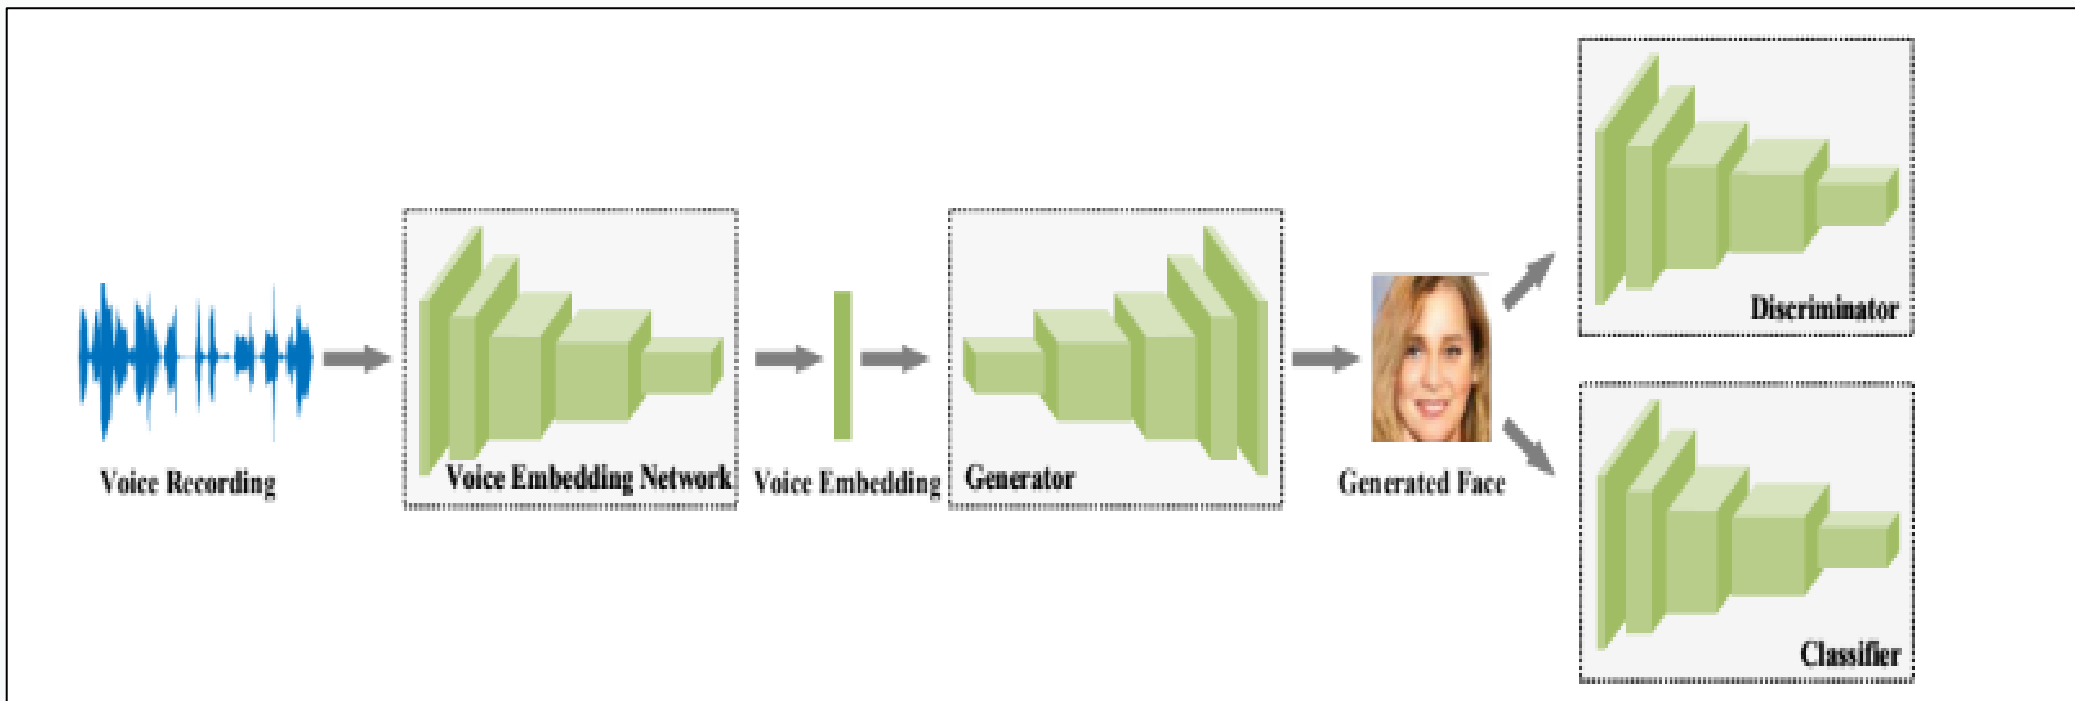 Voice Recording
Voice Embedding Network
Voice Embedding
Generator
Generated Face
Discriminator
Classifier